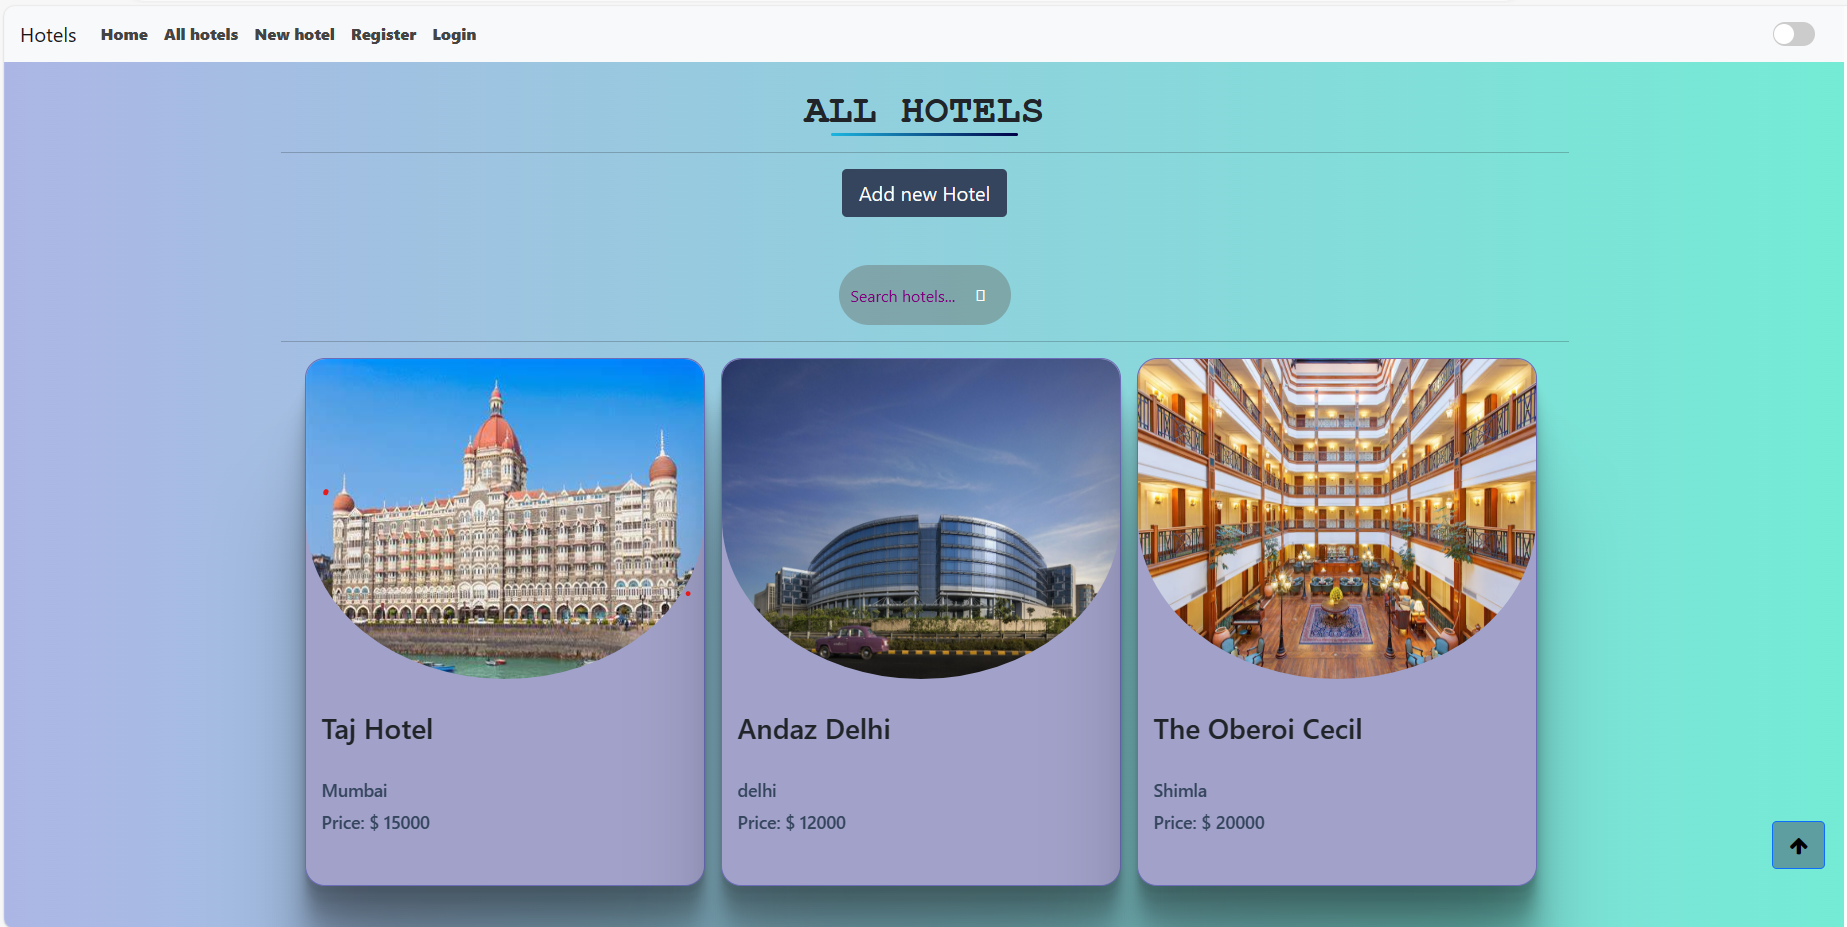 Hotels Home All hotels New hotel Register Login
ALL HOTELS
Add new Hotel
Search hotels...
Taj Hotel
Mumbai
Price: $ 15000
Andaz Delhi
delhi
Price: $ 12000
The Oberoi Cecil
Shimla
Price: $ 20000